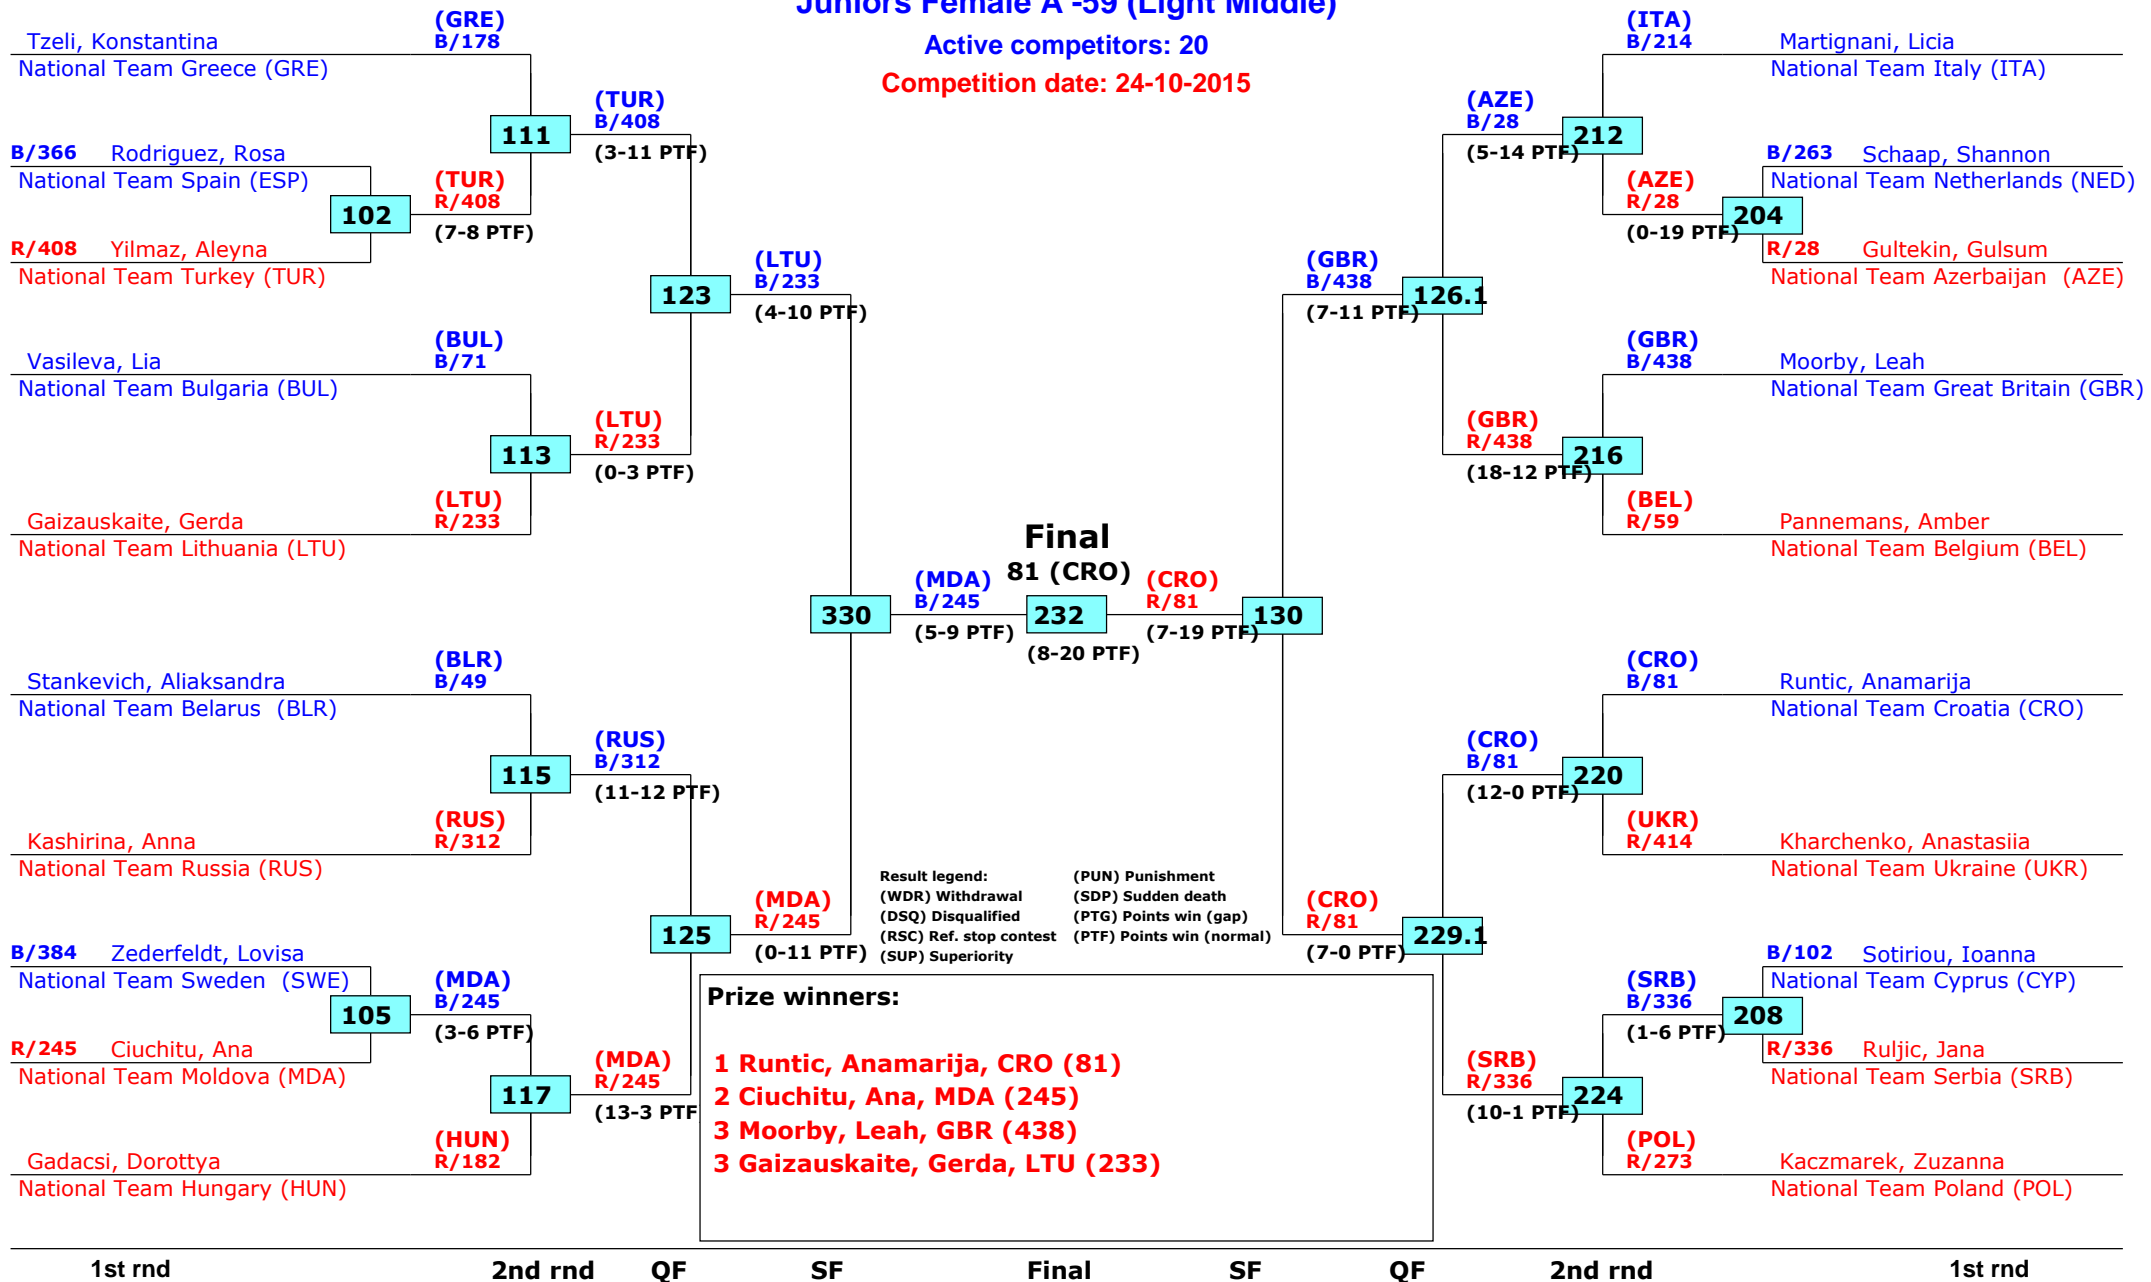 Juniors Female A -59 (Light Middle)
Active competitors: 20
Competition date: 24-10-2015
(GRE)
Tzeli, Konstantina B/178
National Team Greece (GRE)
(TUR)
B/408
111
(3-11 PTF)
B/366 Rodriguez, Rosa
National Team Spain (ESP)
(TUR)
R/408
102
(7-8 PTF)
R/408 Yilmaz, Aleyna
National Team Turkey (TUR)
(LTU)
B/233
123
(4-10 PTF)
(BUL)
Vasileva, Lia B/71
National Team Bulgaria (BUL)
(LTU)
R/233
113
(0-3 PTF)
(LTU)
Gaizauskaite, Gerda R/233
National Team Lithuania (LTU)
330
(MDA)
B/245
(5-9 PTF)
(BLR)
Stankevich, Aliaksandra B/49
National Team Belarus (BLR)
(RUS)
B/312
115
(11-12 PTF)
(RUS)
Kashirina, Anna R/312
National Team Russia (RUS)
(MDA)
R/245
125
(0-11 PTF)
B/384 Zederfeldt, Lovisa
National Team Sweden (SWE)
(MDA)
B/245
105
(3-6 PTF)
R/245 Ciuchitu, Ana
National Team Moldova (MDA)
(MDA)
R/245
117
(13-3 PTF
(HUN)
Gadacsi, Dorottya R/182
National Team Hungary (HUN)
Final
81 (CRO)
232
(8-20 PTF)
(CRO)
R/81
130
(7-19 PTF)
(ITA)
B/214 Martignani, Licia
National Team Italy (ITA)
(AZE)
B/28
212
(5-14 PTF)
B/263 Schaap, Shannon
National Team Netherlands (NED)
(AZE)
R/28
204
(0-19 PTF)
R/28 Gultekin, Gulsum
National Team Azerbaijan (AZE)
(GBR)
B/438
126.1
(7-11 PTF)
(GBR)
B/438 Moorby, Leah
National Team Great Britain (GBR)
(GBR)
R/438
216
(18-12 PTF)
(BEL)
R/59 Pannemans, Amber
National Team Belgium (BEL)
(CRO)
B/81 Runtic, Anamarija
National Team Croatia (CRO)
(CRO)
B/81
220
(12-0 PTF)
(UKR)
R/414 Kharchenko, Anastasiia
National Team Ukraine (UKR)
(CRO)
R/81
229.1
(7-0 PTF)
B/102 Sotiriou, Ioanna
National Team Cyprus (CYP)
(SRB)
B/336
208
(1-6 PTF)
R/336 Ruljic, Jana
National Team Serbia (SRB)
(SRB)
R/336
224
(10-1 PTF)
(POL)
R/273 Kaczmarek, Zuzanna
National Team Poland (POL)
Result legend: (PUN) Punishment
(WDR) Withdrawal (SDP) Sudden death
(DSQ) Disqualified (PTG) Points win (gap)
(RSC) Ref. stop contest (PTF) Points win (normal)
(SUP) Superiority
Prize winners:
1 Runtic, Anamarija, CRO (81)
2 Ciuchitu, Ana, MDA (245)
3 Moorby, Leah, GBR (438)
3 Gaizauskaite, Gerda, LTU (233)
1st rnd 2nd rnd QF SF Final SF QF 2nd rnd 1st rnd